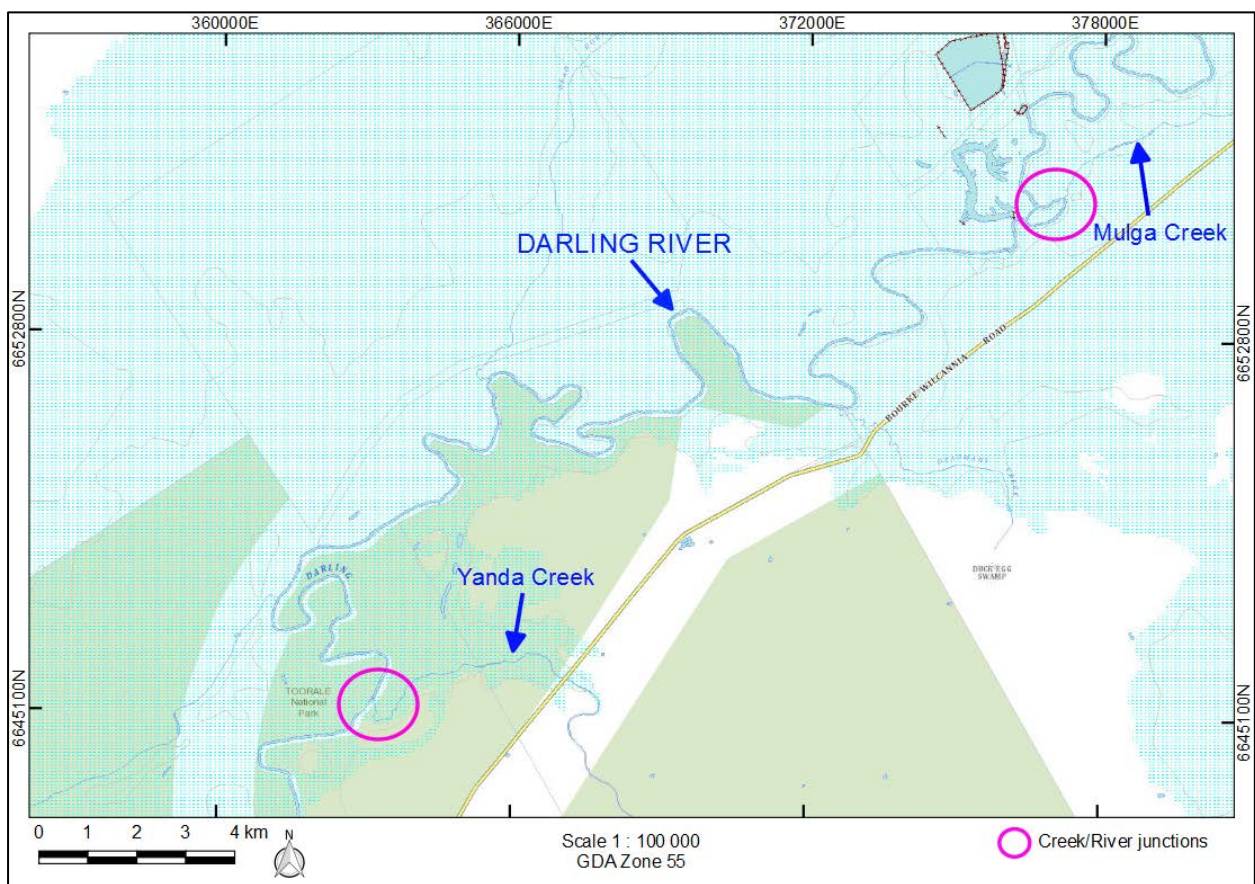 360000E
366000E
372000E
378000E
Mulga Creek
DARLING RIVER
6652800N
6652800N
BOURKE-WILCANNIA ROAD
Yanda Creek
DARLING
DUCK EGG
SWAMP
TOORALE
National
Park
6645100N
6645100N
CREEK
0 1 2 3 4 km
N
Scale 1 : 100 000
GDA Zone 55
Creek/River junctions